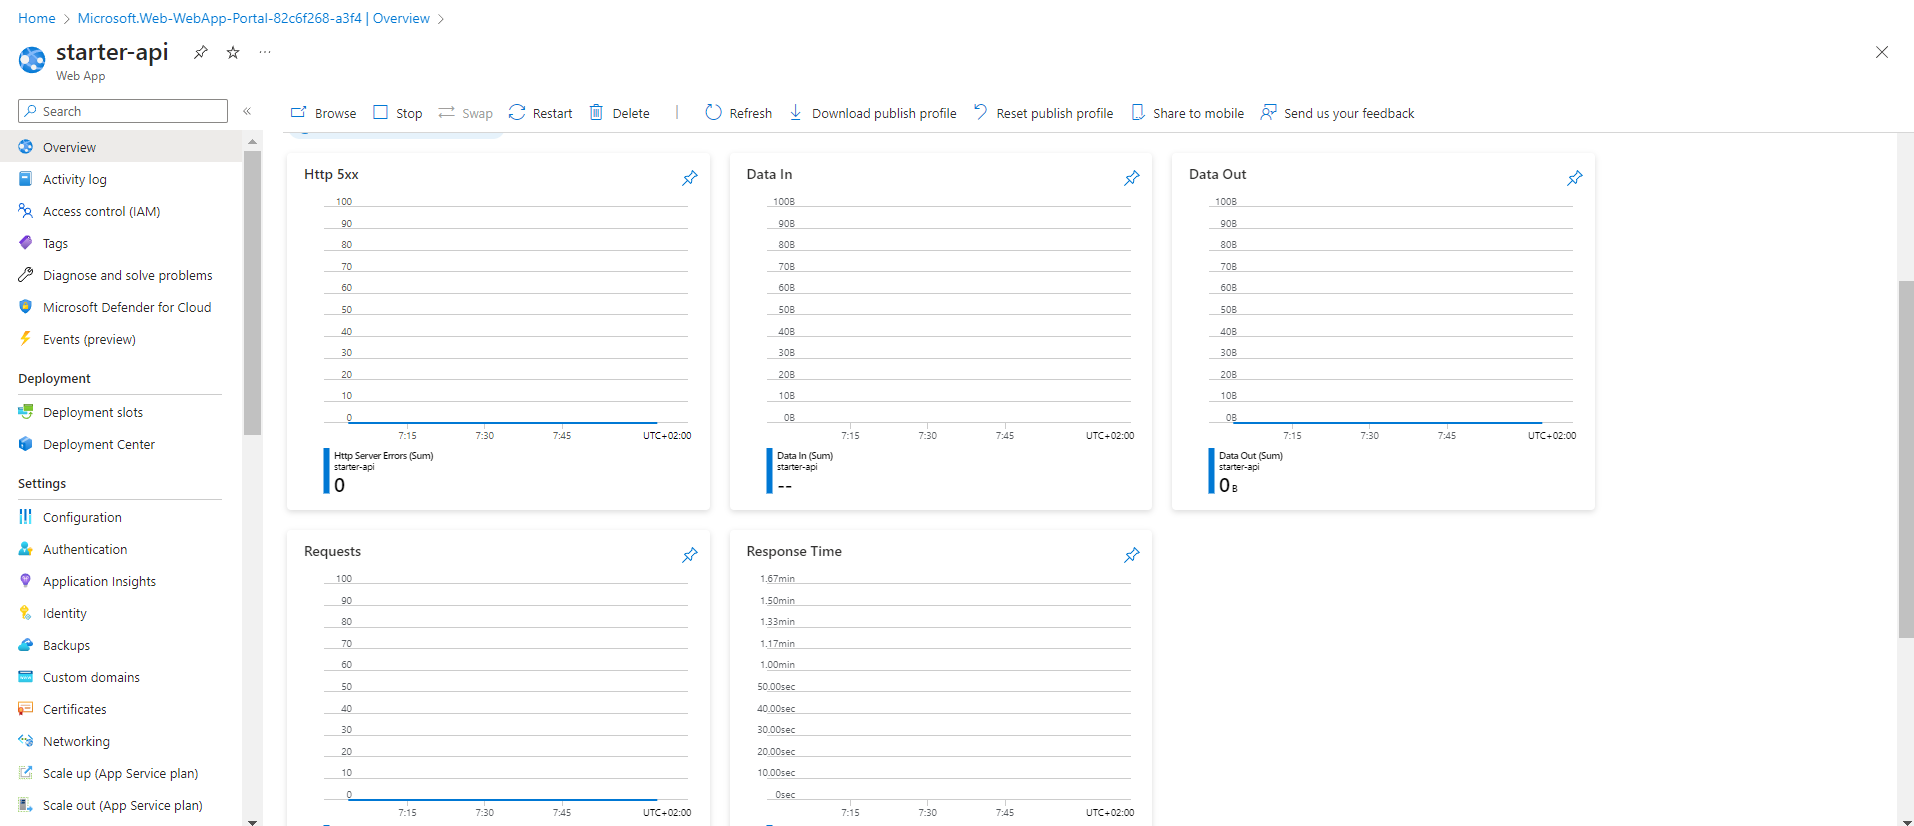 Home > Microsoft.Web-WebApp-Portal-82c6f268-a3f4 | Overview >
starter-api
Web App
Search
«
Browse
Stop
Swap
Restart
Delete
Refresh
Download publish profile
Reset publish profile
Share to mobile
Send us your feedback
Overview
Activity log
Access control (IAM)
Tags
Diagnose and solve problems
Microsoft Defender for Cloud
Events (preview)
Deployment
Deployment slots
Deployment Center
Settings
Configuration
Authentication
Application Insights
Identity
Backups
Custom domains
Certificates
Networking
Scale up (App Service plan)
Scale out (App Service plan)
Http 5xx
100
90
80
70
60
50
40
30
20
10
0
7:15 7:30 7:45 UTC+02:00
Http Server Errors (Sum)
starter-api
0
Data In
100B
90B
80B
70B
60B
50B
40B
30B
20B
10B
0B
7:15 7:30 7:45 UTC+02:00
Data In (Sum)
starter-api
--
Data Out
100B
90B
80B
70B
60B
50B
40B
30B
20B
10B
0B
7:15 7:30 7:45 UTC+02:00
Data Out (Sum)
starter-api
0 B
Requests
100
90
80
70
60
50
40
30
20
10
0
7:15 7:30 7:45 UTC+02:00
Response Time
1.67min
1.50min
1.33min
1.17min
1.00min
50.00sec
40.00sec
30.00sec
20.00sec
10.00sec
0sec
7:15 7:30 7:45 UTC+02:00